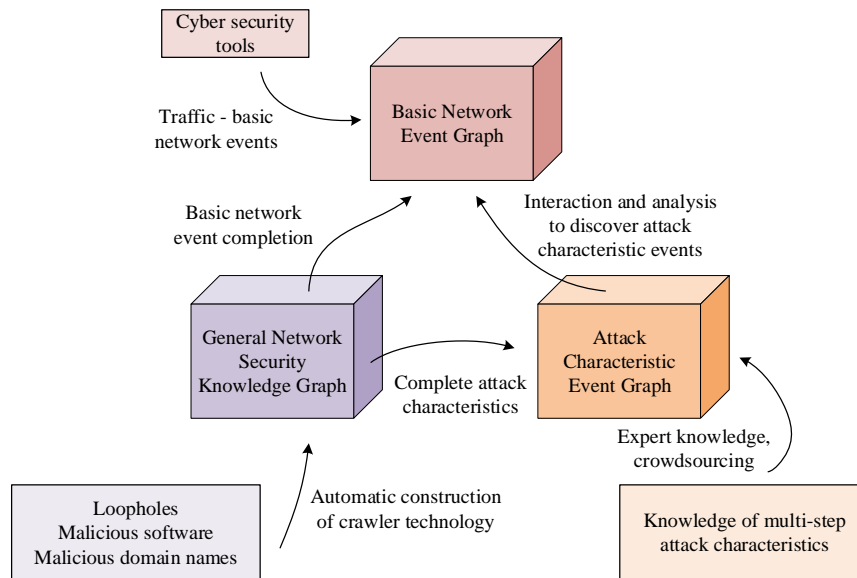 Cyber security
tools
Basic Network
Event Graph
Traffic - basic
network events
Basic network
event completion
Interaction and analysis
to discover attack
characteristic events
General Network
Security
Knowledge Graph
Attack
Characteristic
Event Graph
Complete attack
characteristics
Expert knowledge,
crowdsourcing
Loopholes
Malicious software
Malicious domain names
Automatic construction
of crawler technology
Knowledge of multi-step
attack characteristics